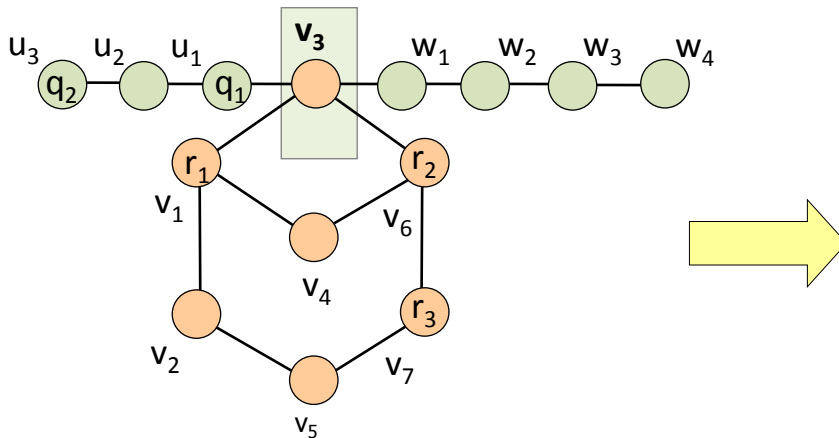 u₃ u₂ u₁ v₃ w₁ w₂ w₃ w₄
q₂ q₁
r₁ r₂
v₁ v₆
v₄
r₃
v₂ v₇
v₅